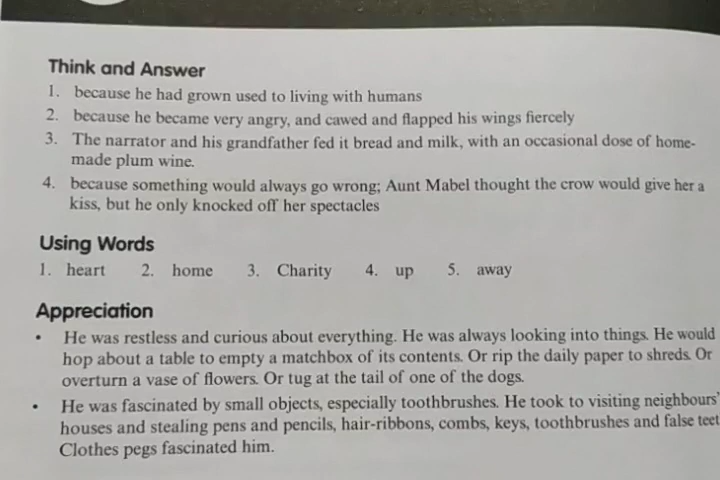 Think and Answer
1. because he had grown used to living with humans
2. because he became very angry, and cawed and flapped his wings fiercely
3. The narrator and his grandfather fed it bread and milk, with an occasional dose of home-
made plum wine.
4. because something would always go wrong; Aunt Mabel thought the crow would give her a
kiss, but he only knocked off her spectacles
Using Words
1. heart 2. home 3. Charity 4. up 5. away
Appreciation
• He was restless and curious about everything. He was always looking into things. He would
hop about a table to empty a matchbox of its contents. Or rip the daily paper to shreds. Or
overturn a vase of flowers. Or tug at the tail of one of the dogs.
• He was fascinated by small objects, especially toothbrushes. He took to visiting neighbours'
houses and stealing pens and pencils, hair-ribbons, combs, keys, toothbrushes and false teet
Clothes pegs fascinated him.